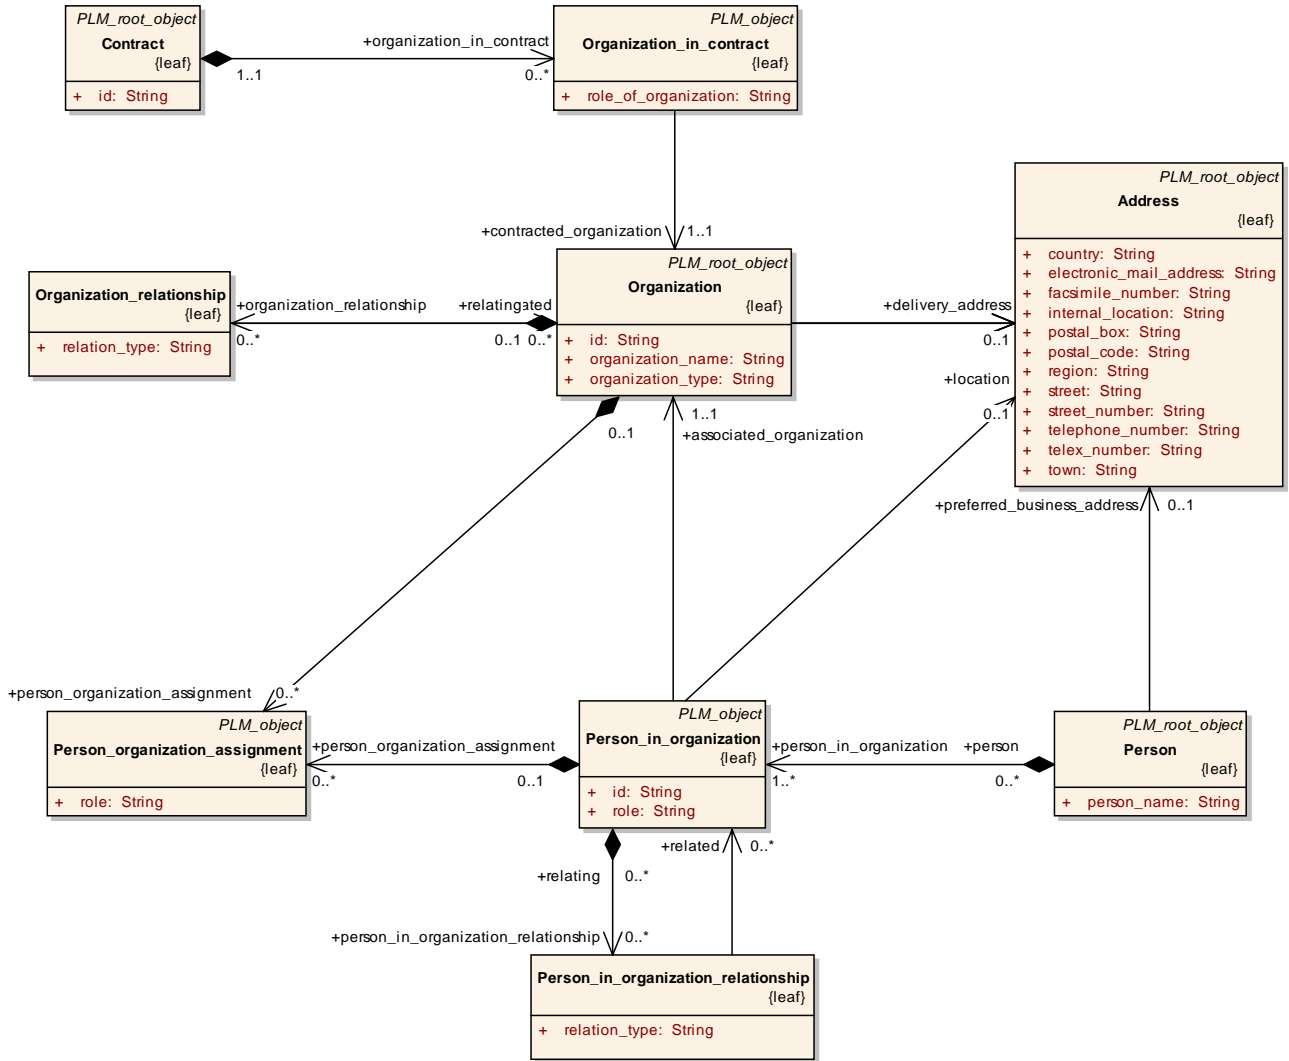 PLM_root_object
Contract
{leaf}
+ id: String
+organization_in_contract
1..1
0..*
PLM_root_object
Organization_in_contract
{leaf}
+ role_of_organization: String
+contracted_organization
1..1
PLM_root_object
Address
{leaf}
+ country: String
+ electronic_mail_address: String
+ facsimile_number: String
+ internal_location: String
+ postal_box: String
+ postal_code: String
+ region: String
+ street: String
+ street_number: String
+ telephone_number: String
+ telex_number: String
+ town: String
Organization_relationship
{leaf}
+ relation_type: String
+organization_relationship
0..*
0..1
0..*
PLM_root_object
Organization
{leaf}
+ id: String
+ organization_name: String
+ organization_type: String
+delivery_address
0..1
+location
0..1
0..1
1..1
+associated_organization
+preferred_business_address
0..1
+person_organization_assignment
0..*
PLM_object
Person_organization_assignment
{leaf}
+ role: String
+person_organization_assignment
0..*
0..1
PLM_object
Person_in_organization
{leaf}
+ id: String
+ role: String
+person_in_organization
1..*
+person
0..*
PLM_root_object
Person
{leaf}
+ person_name: String
+related
0..*
+relating
0..*
+person_in_organization_relationship
0..*
Person_in_organization_relationship
{leaf}
+ relation_type: String